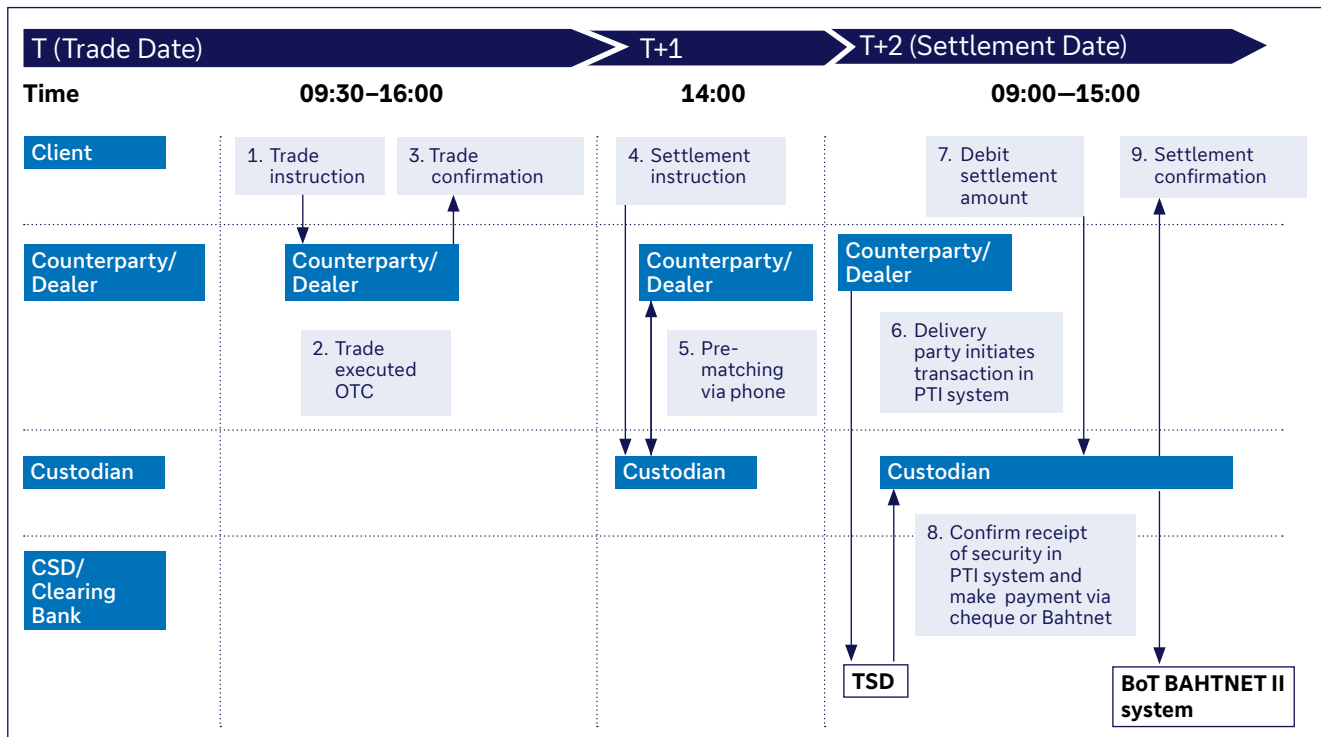 T (Trade Date)
T+1
T+2 (Settlement Date)
Time
09:30–16:00
14:00
09:00—15:00
Client
1. Trade
instruction
3. Trade
confirmation
4. Settlement
instruction
7. Debit
settlement
amount
9. Settlement
confirmation
Counterparty/
Dealer
Counterparty/
Dealer
Counterparty/
Dealer
Counterparty/
Dealer
2. Trade
executed
OTC
5. Pre-
matching
via phone
6. Delivery
party initiates
transaction in
PTI system
Custodian
Custodian
Custodian
CSD/
Clearing
Bank
8. Confirm receipt
of security in
PTI system and
make payment via
cheque or Bahtnet
TSD
BoT BAHTNET II
system